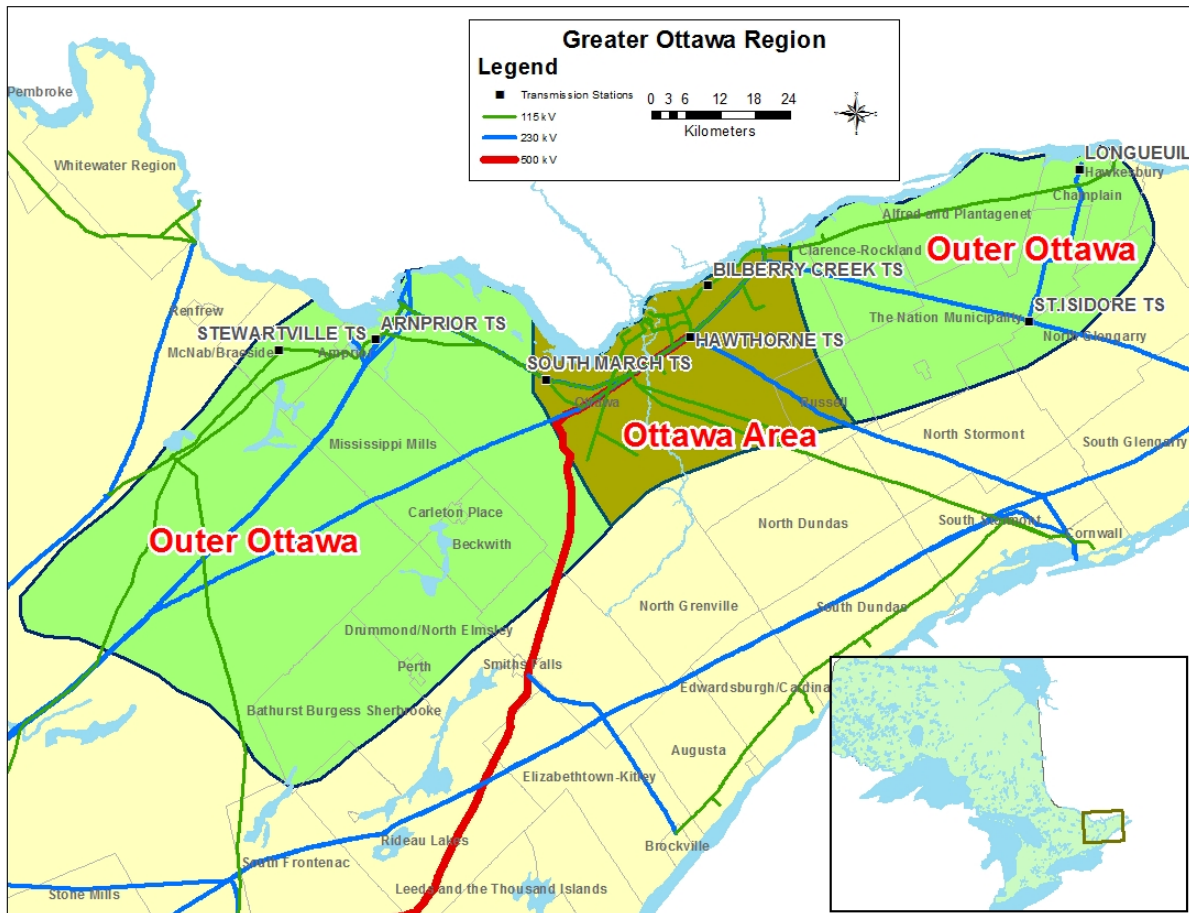 Greater Ottawa Region
Legend
Transmission Stations
115 kV
230 kV
500 kV
0 3 6 12 18 24
Kilometers
Pembroke
Whitewater Region
LONGUEUIL
Hawkesbury
Champlain
Alfred and Plantagenet
Clarence-Rockland
Outer Ottawa
BILBERRY CREEK TS
ST.ISIDORE TS
The Nation Municipality
North Glengarry
Renfrew
STEWARTVILLE TS
ARNPRIOR TS
McNab/Braeside
HAWTHORNE TS
SOUTH MARCH TS
Ottawa
Russell
Ottawa Area
North Stormont
South Glengarry
Mississippi Mills
Carleton Place
Beckwith
Outer Ottawa
North Dundas
South Stormont
Cornwall
North Grenville
South Dundas
Drummond/North Elmsley
Perth
Smiths Falls
Edwardsburgh/Cardina
Bathurst Burgess Sherbrooke
Augusta
Elizabethtown-Kitley
Rideau Lakes
Brockville
South Frontenac
Stone Mills
Leeds and the Thousand Islands